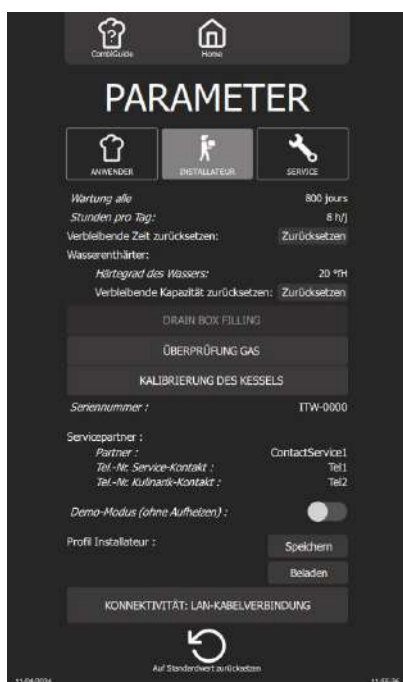 CombiGuide
Home
PARAMETER
ANWENDER INSTALLATEUR SERVICE
Wartung alle 800 jours
Stunden pro Tag: 8 h/j
Verbleibende Zeit zurücksetzen: Zurücksetzen
Wasserenthärter:
Härtegrad des Wassers: 20 °fH
Verbleibende Kapazität zurücksetzen: Zurücksetzen
DRAIN BOX FILLING
ÜBERPRÜFUNG GAS
KALIBRIERUNG DES KESSELS
Seriennummer : ITW-0000
Servicepartner :
Partner : ContactService1
Tel.-Nr. Service-Kontakt : Tel1
Tel.-Nr. Kulinarik-Kontakt : Tel2
Demo-Modus (ohne Aufheizen) :
Profil Installateur : Speichern
Beladen
KONNEKTIVITÄT: LAN-KABELVERBINDUNG
Auf Standardwert zurücksetzen